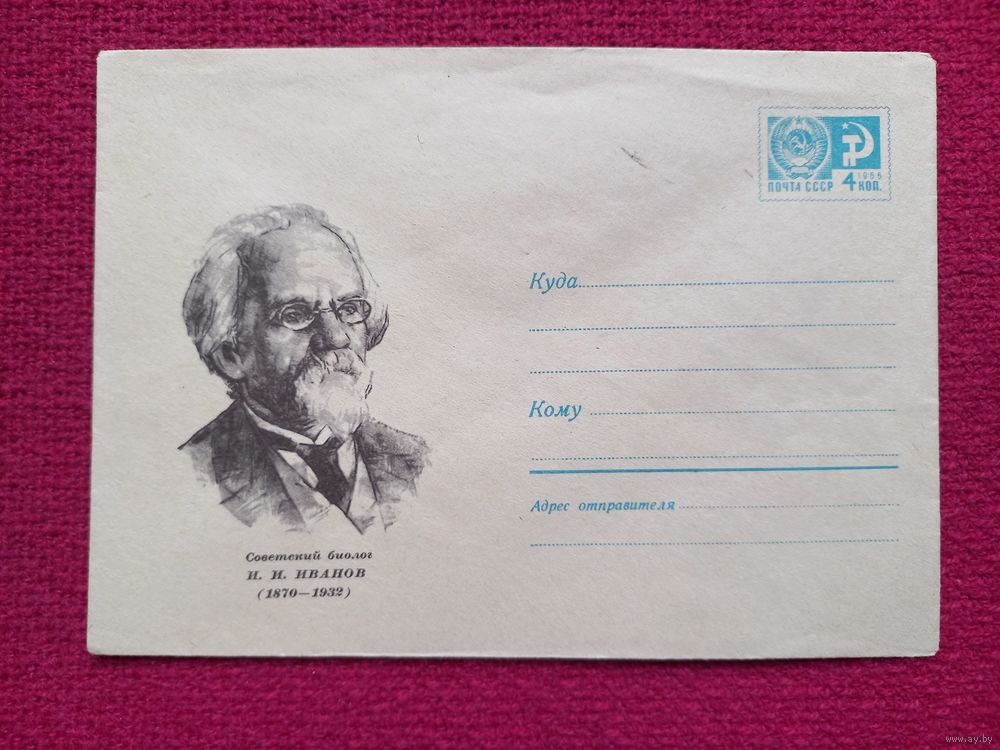 1966
ПОЧТА СССР 4 КОП.
Куда
Кому
Адрес отправителя
Советский биолог
И. И. ИВАНОВ
(1870—1932)
www.ay.by